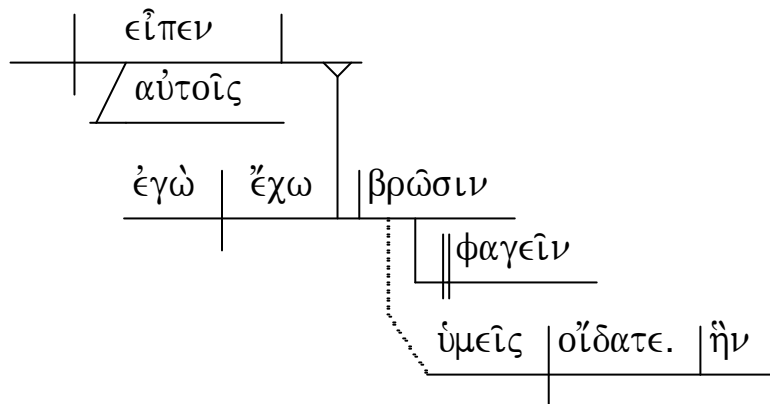 εἶπεν
αὐτοῖς
ἐγὼ ἔχω βρῶσιν
φαγεῖν
ὑμεῖς οἴδατε. ἣν